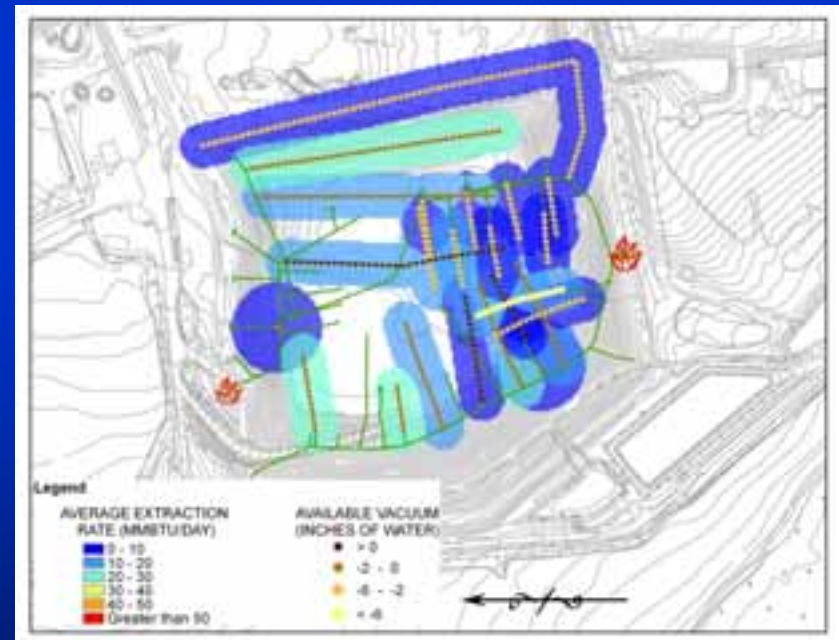 Legend
AVERAGE EXTRACTION
RATE (MMBTU/DAY)
0 - 10
10 - 20
20 - 30
30 - 40
40 - 50
Greater than 50
AVAILABLE VACUUM
(INCHES OF WATER)
> 0
-2 - 0
-6 - -2
< -6